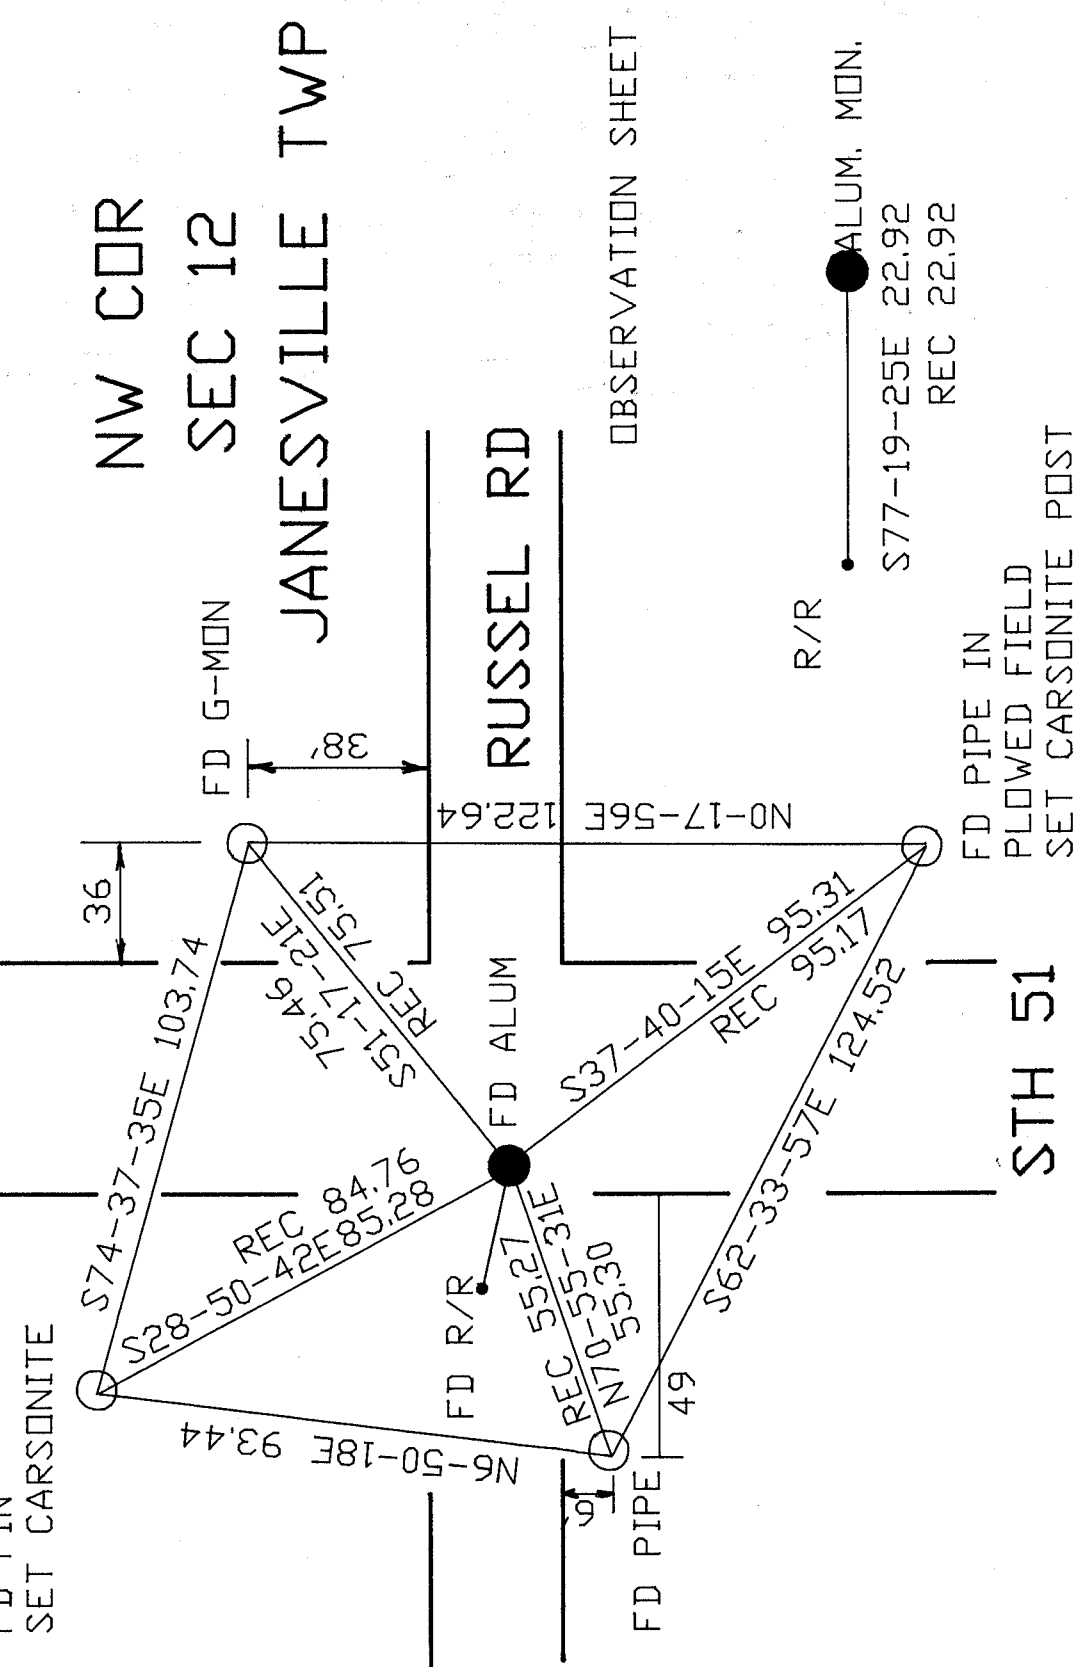 NW COR
SEC 12
JANESVILLE TWP
FD G-MON
36
38'
S74-37-35E 103.74
75.46
S51-17-21E
REC 75.51
REC 84.76
S28-50-42E85.28
SET CARSONITE
N6-50-18E 93.44
RUSSEL RD
N0-17-56E 122.64
FD ALUM
FD R/R
REC 55.27
N70-55-31E
55.30
S37-40-15E 95.31
REC 95.17
S62-33-57E 124.52
49
6'
FD PIPE
STH 51
OBSERVATION SHEET
R/R
ALUM. MON.
S77-19-25E 22.92
REC 22.92
FD PIPE IN
PLOWED FIELD
SET CARSONITE POST